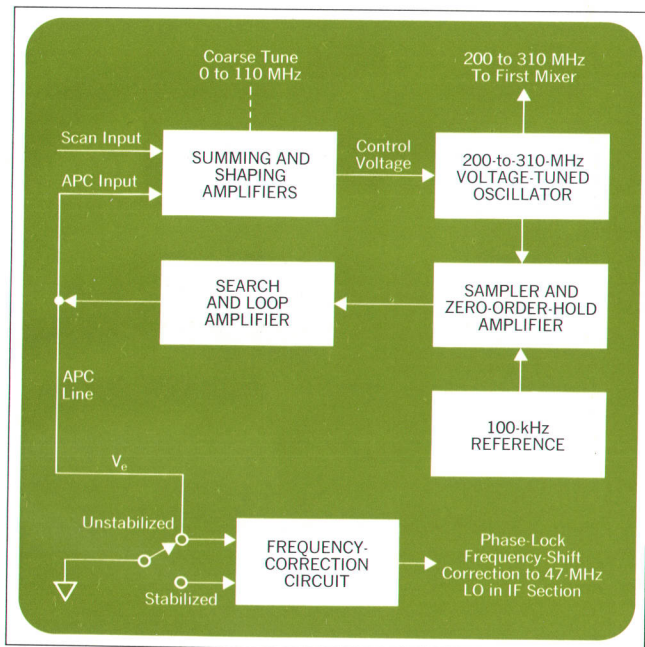 Coarse Tune
0 to 110 MHz
200 to 310 MHz
To First Mixer
Scan Input
APC Input
SUMMING AND
SHAPING
AMPLIFIERS
Control
Voltage
200-to-310-MHz
VOLTAGE-TUNED
OSCILLATOR
SEARCH
AND LOOP
AMPLIFIER
SAMPLER AND
ZERO-ORDER-HOLD
AMPLIFIER
APC
Line
100-kHz
REFERENCE
Ve
Unstabilized
Stabilized
FREQUENCY-
CORRECTION
CIRCUIT
Phase-Lock
Frequency-Shift
Correction to 47-MHz
LO in IF Section